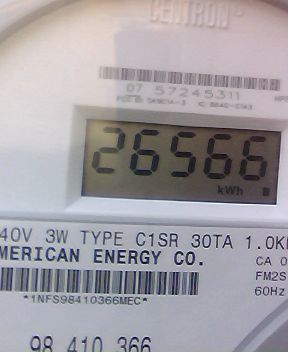 CENTRON
07 57245311
26566
kWh
40V 3W TYPE C1SR 30TA 1.0K
MERICAN ENERGY CO.
CA 0
FM2S
60Hz
*1NFS98410366MEC*
98 410 366